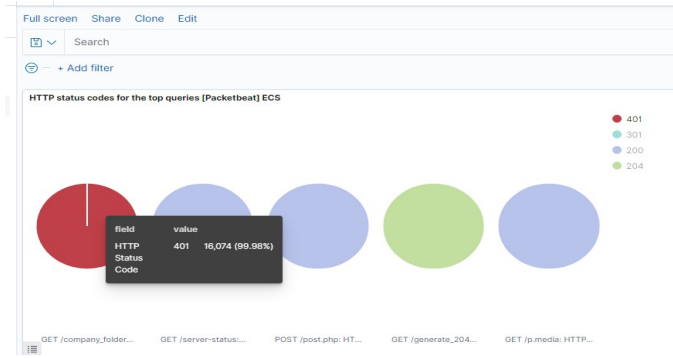 Full screen Share Clone Edit
Search
+ Add filter
HTTP status codes for the top queries [Packetbeat] ECS
401
301
200
204
field value
HTTP Status Code 401 16,074 (99.98%)
GET /company_folder... GET /server-status:... POST /post.php: HT... GET /generate_204... GET /p.media: HTTP...